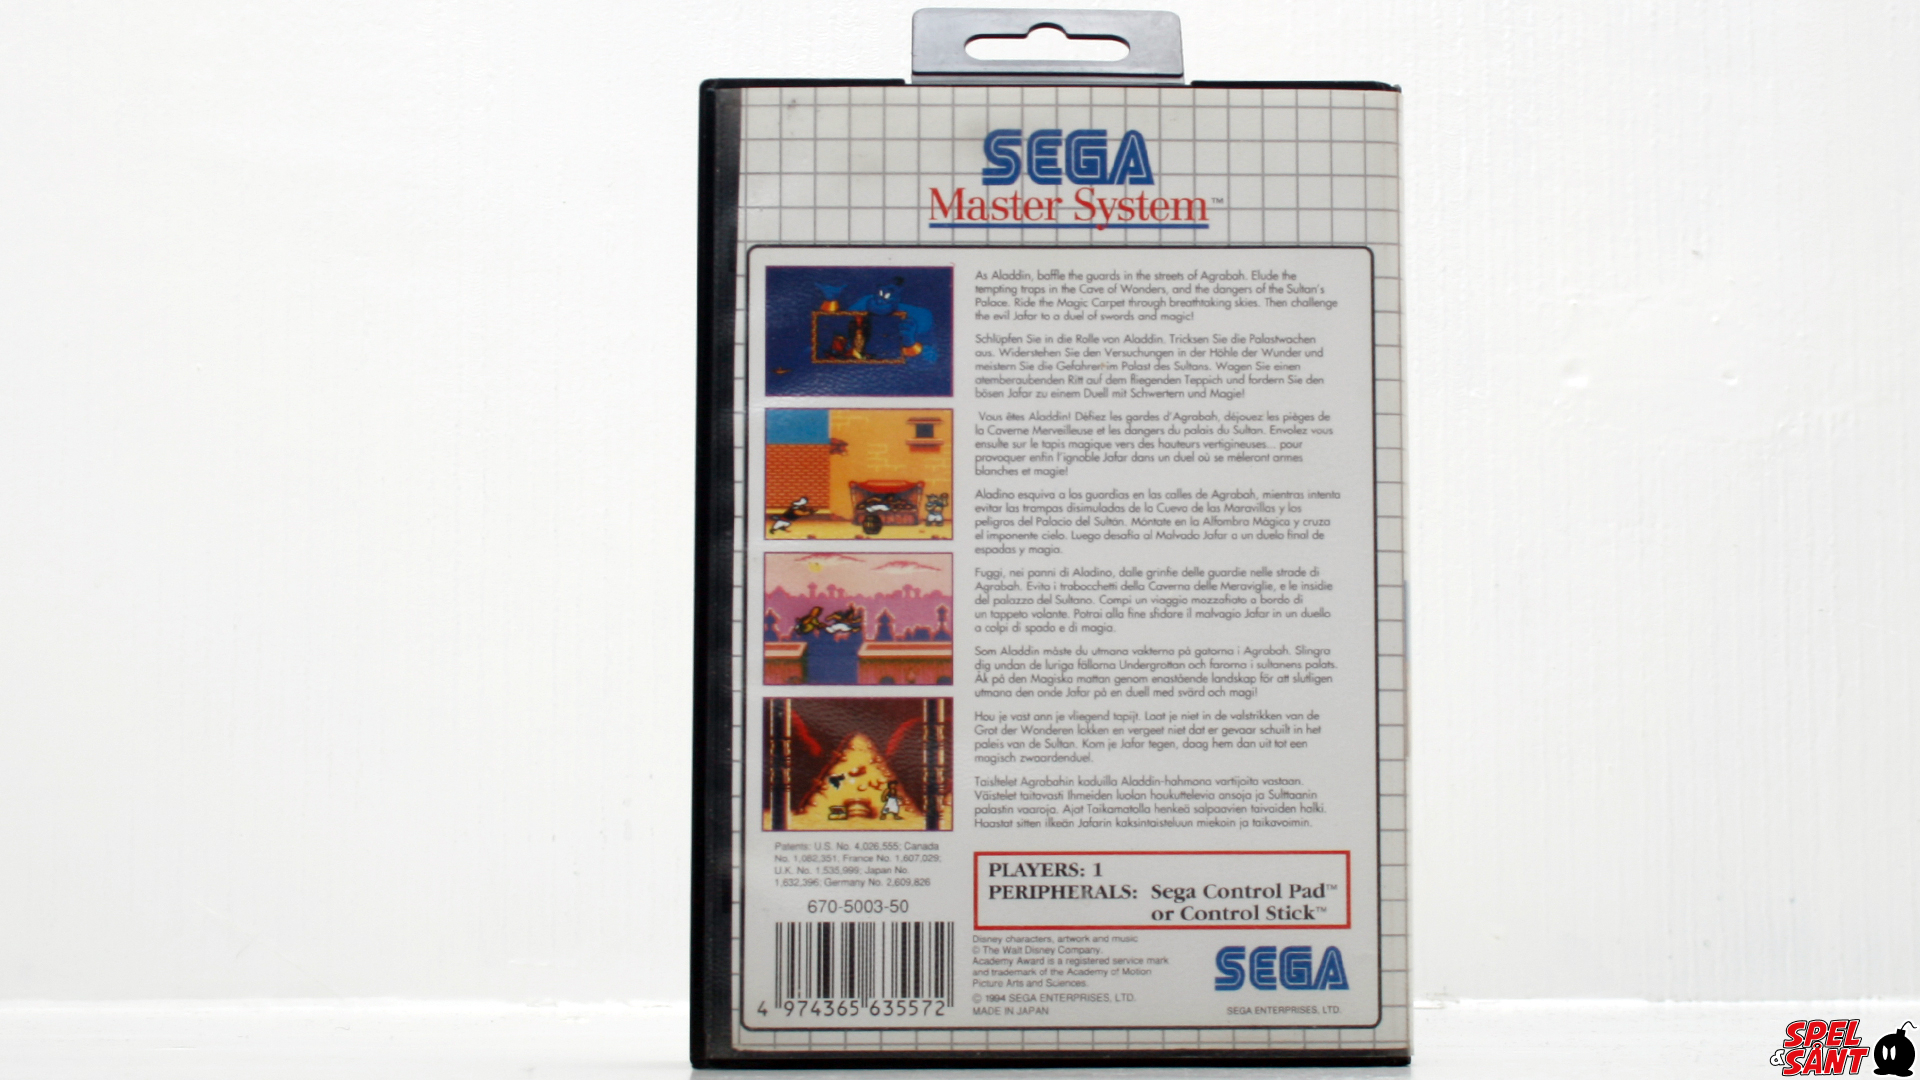 SEGA
Master System™
As Aladdin, baffle the guards in the streets of Agrabah. Elude the
tempting traps in the Cave of Wonders, and the dangers of the Sultan's
Palace. Ride the Magic Carpet through breathtaking skies. Then challenge
the evil Jafar to a duel of swords and magic!
Schlüpfen Sie in die Rolle von Aladdin. Tricksen Sie die Palastwachen
aus. Widerstehen Sie den Versuchungen in der Höhle der Wunder und
meistern Sie die Gefahren im Palast des Sultans. Wagen Sie einen
atemberaubenden Ritt auf dem fliegenden Teppich und fordern Sie den
bösen Jafar zu einem Duell mit Schwertern und Magie!
Vous êtes Aladdin! Défiez les gardes d'Agrabah, déjouez les pièges de
la Caverne Merveilleuse et les dangers du palais du Sultan. Envolez vous
ensuite sur le tapis magique vers des hauteurs vertigineuses... pour
provoquer enfin l'ignoble Jafar dans un duel où se mêleront armes
blanches et magie!
Aladino esquiva a los guardias en las calles de Agrabah, mientras intenta
evitar las trampas disimuladas de la Cueva de las Maravillas y los
peligros del Palacio del Sultán. Móntate en la Alfombra Mágica y cruza
el imponente cielo. Luego desafía al Malvado Jafar a un duelo final de
espadas y magia.
Fuggi, nei panni di Aladino, dalle grinfie delle guardie nelle strade di
Agrabah. Evita i trabocchetti della Caverna delle Meraviglie, e le insidie
del palazzo del Sultano. Compi un viaggio mozzafiato a bordo di
un tappeto volante. Potrai alla fine sfidare il malvagio Jafar in un duello
a colpi di spada e di magia.
Som Aladdin måste du utmana vakterna på gatorna i Agrabah. Slingra
dig undan de luriga fällorna Undergrottan och farorna i sultanens palats.
Åk på den Magiska mattan genom enastående landskap för att slutligen
utmana den onde Jafar på en duell med svärd och magi!
Hou je vast ann je vliegend tapijt. Laat je niet in de valstrikken van de
Grot der Wonderen lokken en vergeet niet dat er gevaar schuilt in het
paleis van de Sultan. Kom je Jafar tegen, daag hem dan uit tot een
magisch zwaardenduel.
Taistelet Agrabahin kaduilla Aladdin-hahmona vartijoita vastaan.
Väistelet taitavasti Ihmeiden luolan houkuttelevia ansoja ja Sulttaanin
palastin vaaroja. Ajat Taikamatolla henkeä salpaavien taivaiden halki.
Haastat sitten ilkeän Jafarin kaksintaisteluun miekoin ja taikavoimin.
Patents: U.S. No. 4,026,555; Canada
No. 1,082,351; France No. 1,607,029;
U.K. No. 1,535,999; Japan No.
1,632,396; Germany No. 2,609,826
670-5003-50
4 974365 635572
PLAYERS: 1
PERIPHERALS: Sega Control Pad™
or Control Stick™
Disney characters, artwork and music
© The Walt Disney Company.
Academy Award is a registered service mark
and trademark of the Academy of Motion
Picture Arts and Sciences.
© 1994 SEGA ENTERPRISES, LTD.
MADE IN JAPAN
SEGA
SEGA ENTERPRISES, LTD.
SPEL
& SÅNT